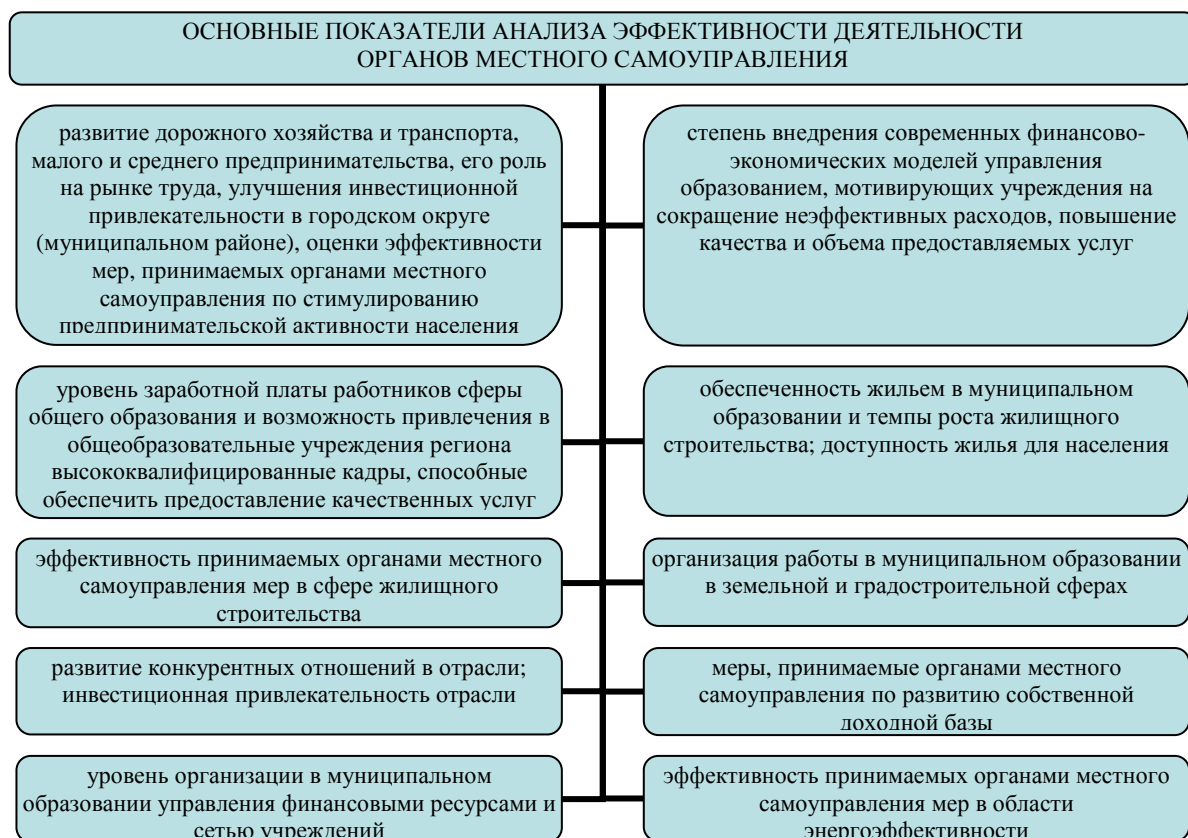 ОСНОВНЫЕ ПОКАЗАТЕЛИ АНАЛИЗА ЭФФЕКТИВНОСТИ ДЕЯТЕЛЬНОСТИ
ОРГАНОВ МЕСТНОГО САМОУПРАВЛЕНИЯ
развитие дорожного хозяйства и транспорта,
малого и среднего предпринимательства, его роль
на рынке труда, улучшения инвестиционной
привлекательности в городском округе
(муниципальном районе), оценки эффективности
мер, принимаемых органами местного
самоуправления по стимулированию
предпринимательской активности населения
степень внедрения современных финансово-
экономических моделей управления
образованием, мотивирующих учреждения на
сокращение неэффективных расходов, повышение
качества и объема предоставляемых услуг
уровень заработной платы работников сферы
общего образования и возможность привлечения в
общеобразовательные учреждения региона
высококвалифицированные кадры, способные
обеспечить предоставление качественных услуг
обеспеченность жильем в муниципальном
образовании и темпы роста жилищного
строительства; доступность жилья для населения
эффективность принимаемых органами местного
самоуправления мер в сфере жилищного
строительства
организация работы в муниципальном образовании
в земельной и градостроительной сферах
развитие конкурентных отношений в отрасли;
инвестиционная привлекательность отрасли
меры, принимаемые органами местного
самоуправления по развитию собственной
доходной базы
уровень организации в муниципальном
образовании управления финансовыми ресурсами и
сетью учреждений
эффективность принимаемых органами местного
самоуправления мер в области
энергоэффективности